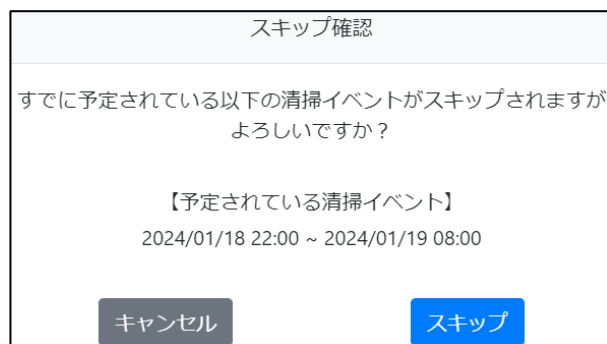 スキップ確認
すでに予定されている以下の清掃イベントがスキップされますが
よろしいですか？
【予定されている清掃イベント】
2024/01/18 22:00 ~ 2024/01/19 08:00
キャンセル
スキップ